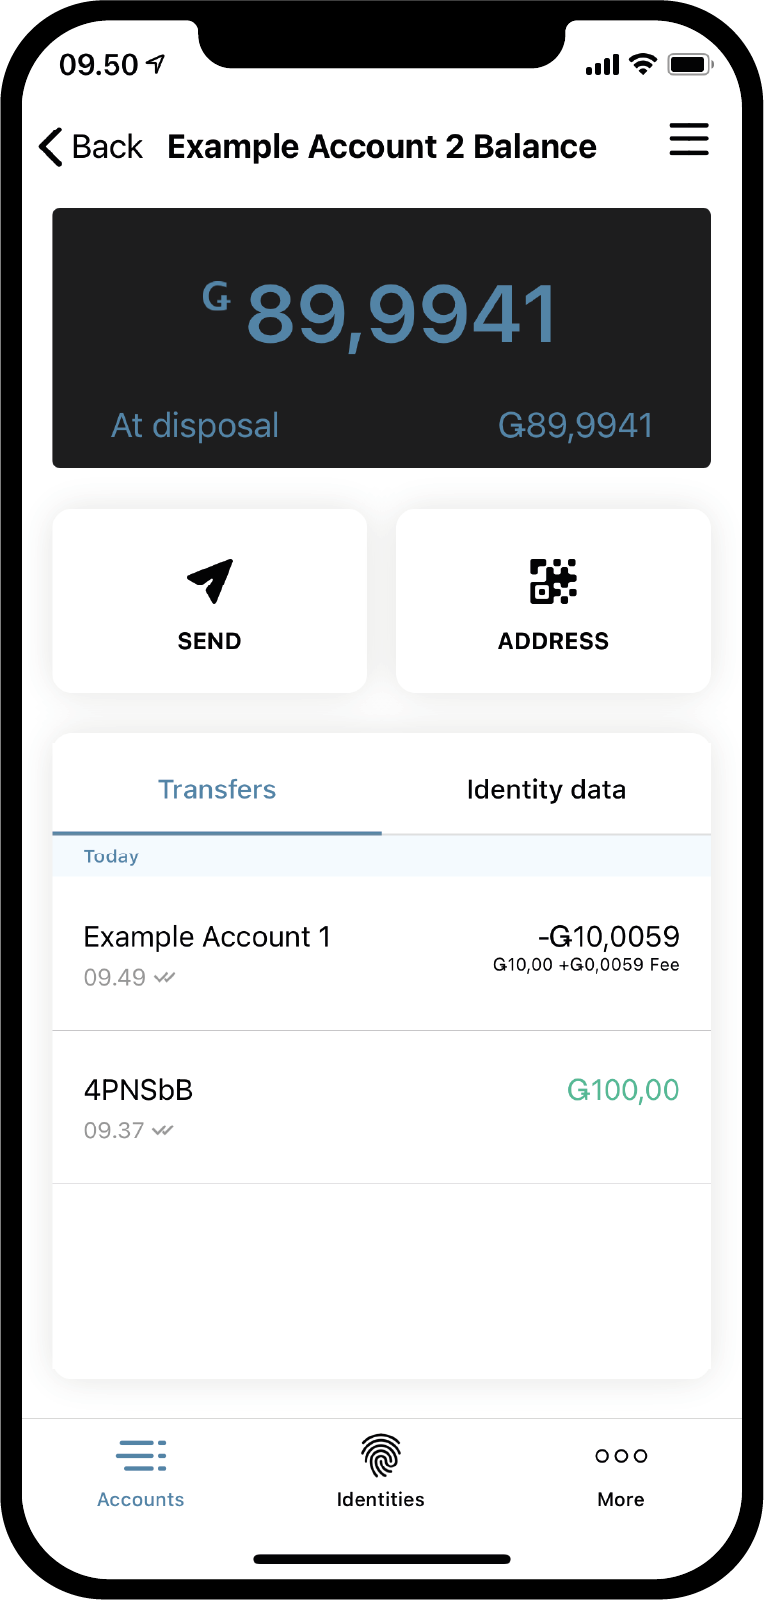 09.50
Back Example Account 2 Balance
Ǥ 89,9941
At disposal Ǥ89,9941
SEND ADDRESS
Transfers Identity data
Today
Example Account 1 -Ǥ10,0059
09.49 Ǥ10,00 +Ǥ0,0059 Fee
4PNSbB Ǥ100,00
09.37
Accounts Identities More